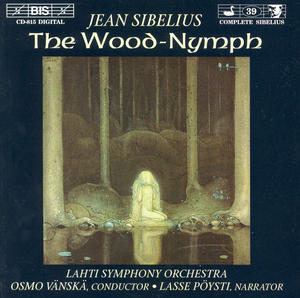 BIS
CD-815 DIGITAL
JEAN SIBELIUS
39
COMPLETE SIBELIUS
The Wood-Nymph
LAHTI SYMPHONY ORCHESTRA
OSMO VÄNSKÄ, CONDUCTOR • LASSE PÖYSTI, NARRATOR